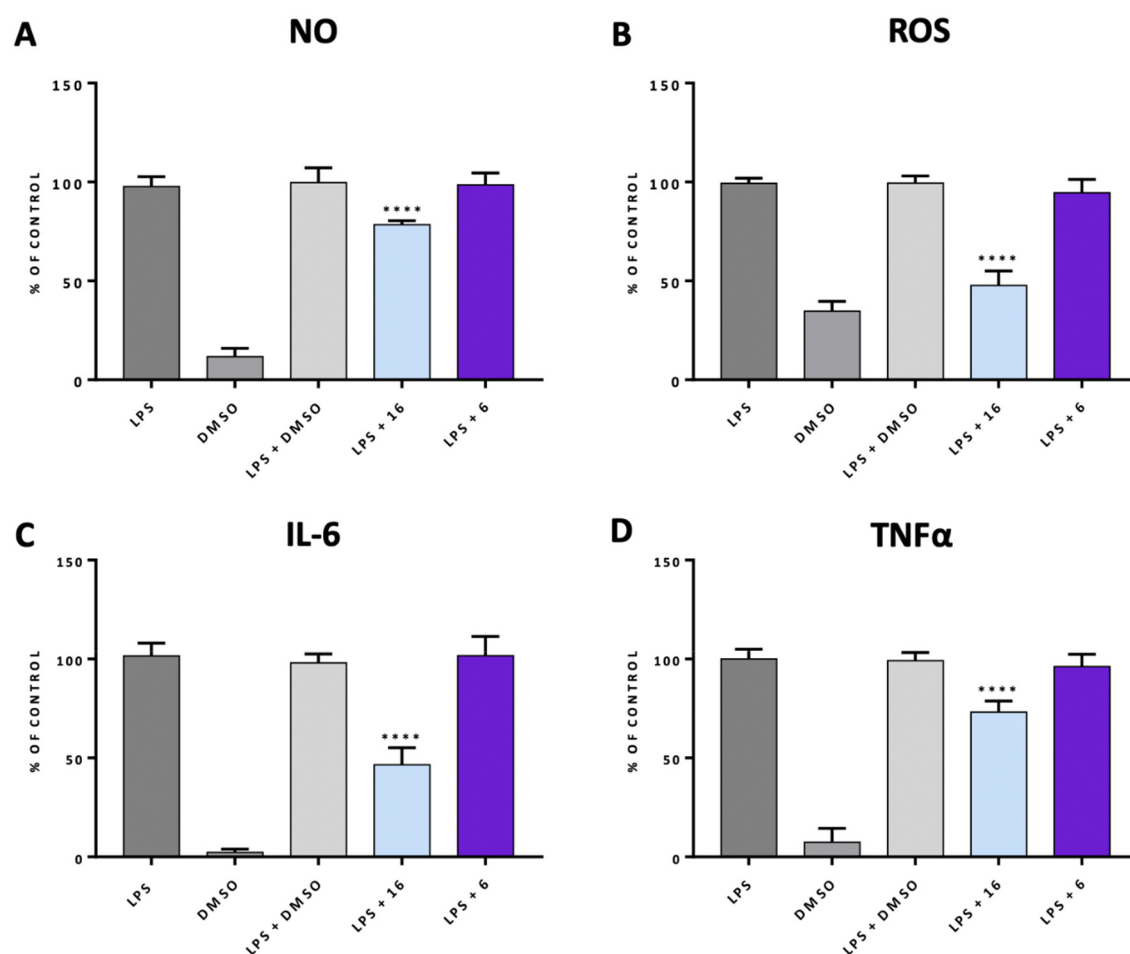 A
NO
150
100
50
0
% OF CONTROL
****
LPS
DMSO
LPS + DMSO
LPS + 16
LPS + 6
B
ROS
150
100
50
0
% OF CONTROL
****
LPS
DMSO
LPS + DMSO
LPS + 16
LPS + 6
C
IL-6
150
100
50
0
% OF CONTROL
****
LPS
DMSO
LPS + DMSO
LPS + 16
LPS + 6
D
TNFα
150
100
50
0
% OF CONTROL
****
LPS
DMSO
LPS + DMSO
LPS + 16
LPS + 6